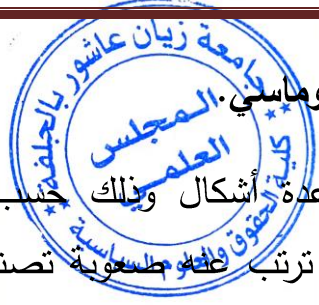 وماسي.
عدة أشكال وذلك حسب
ترتب عنه صعوبة تصن
جامعة زيان عاشور بالجلفة
المجلس
العلمي
كلية الحقوق والعلوم السياسية